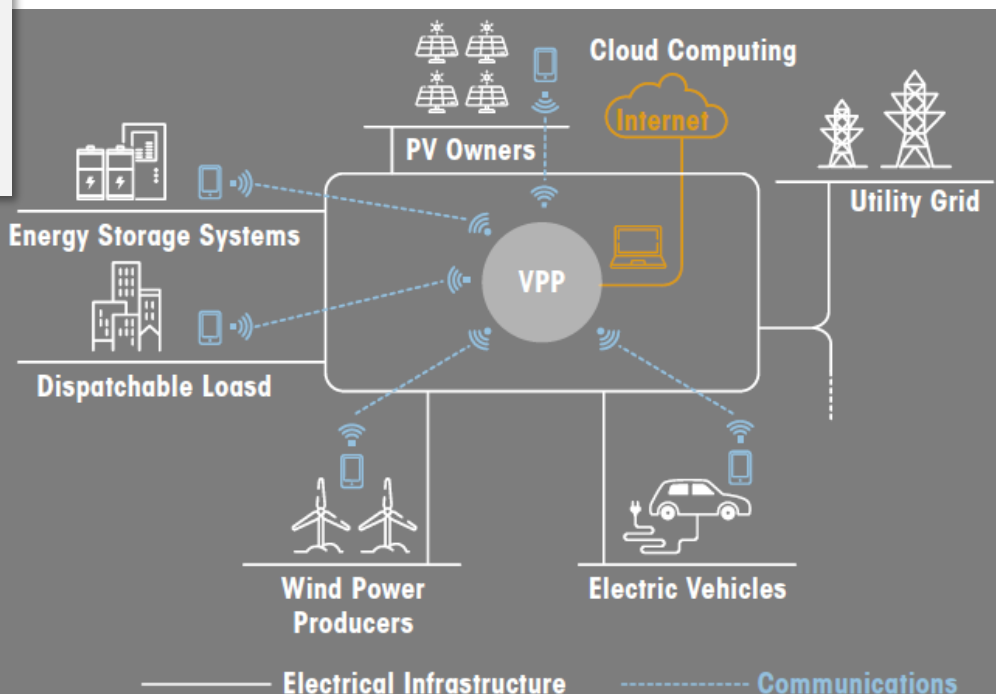 Cloud Computing
Internet
PV Owners
Utility Grid
Energy Storage Systems
VPP
Dispatchable Loasd
Wind Power
Producers
Electric Vehicles
Electrical Infrastructure
Communications